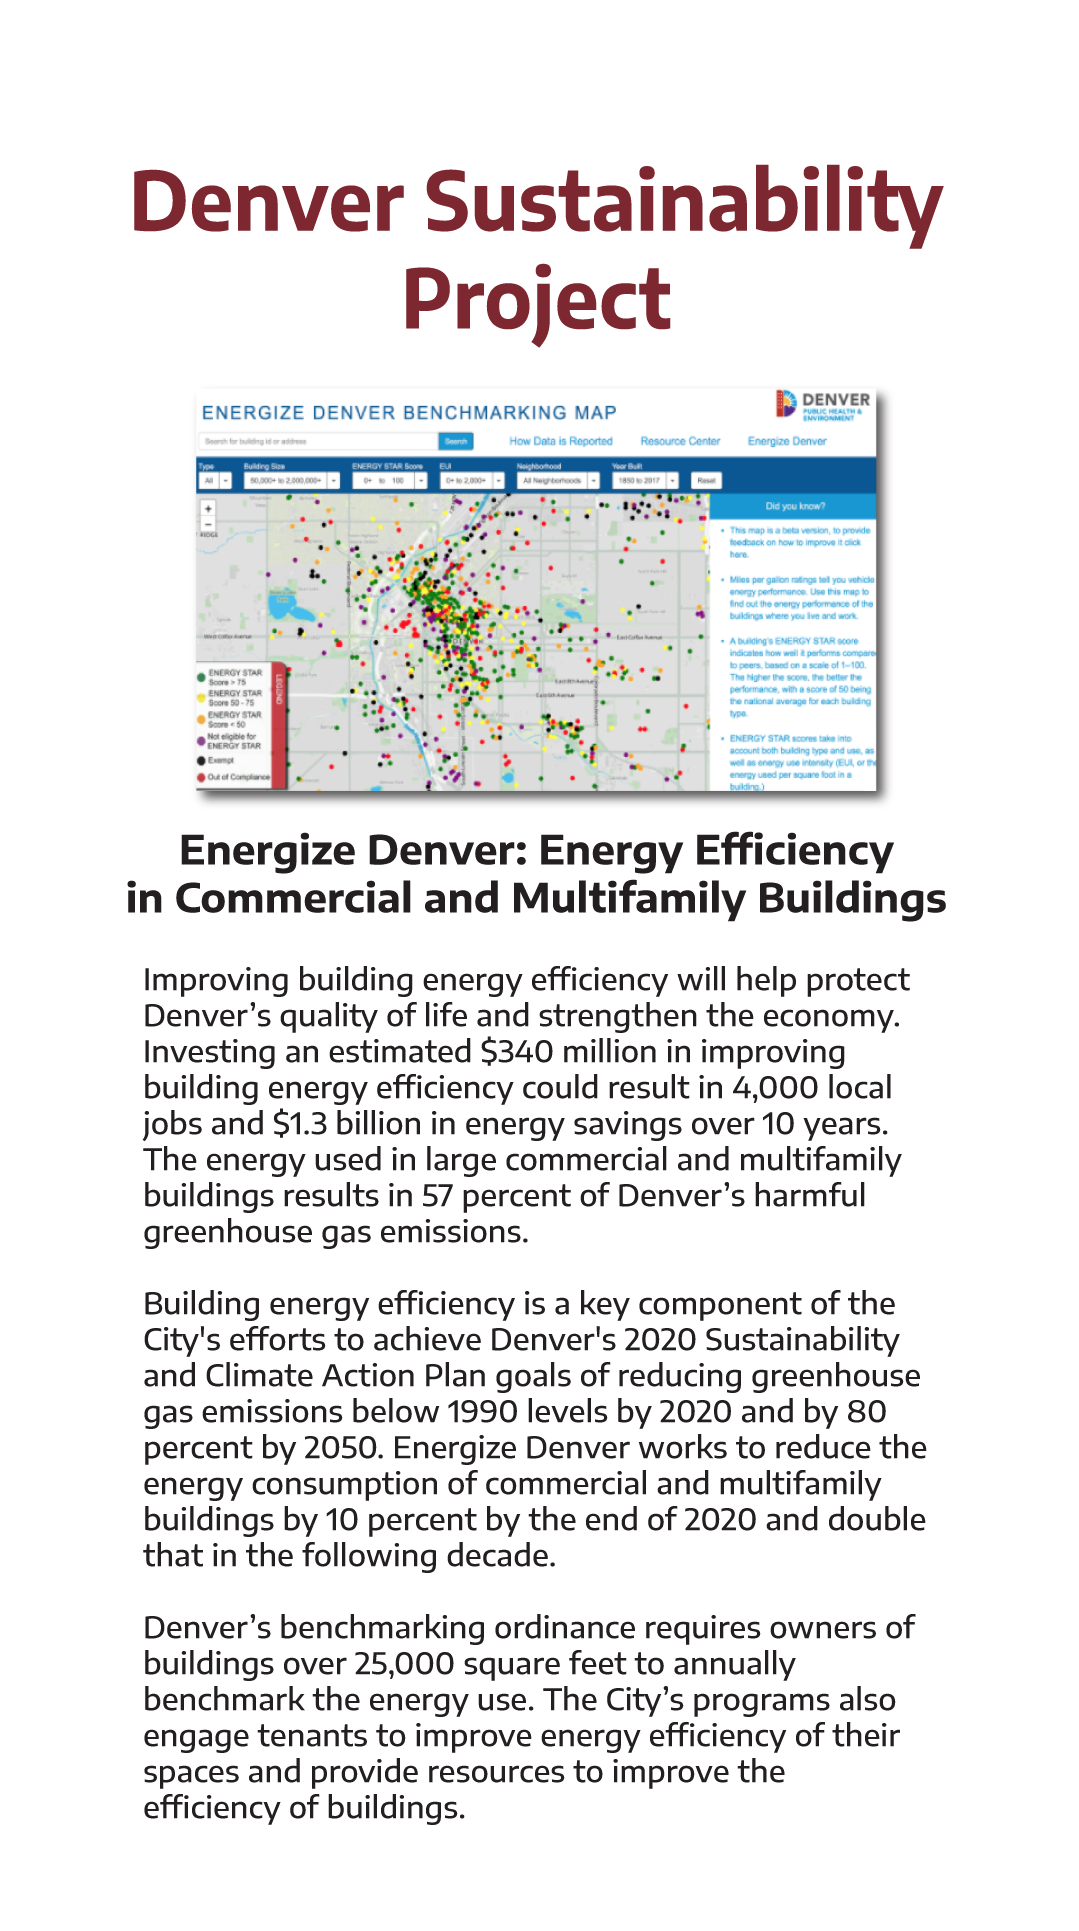 Denver Sustainability
Project
ENERGIZE DENVER BENCHMARKING MAP
DENVER
PUBLIC HEALTH &
ENVIRONMENT
Search for building id or address
Search
How Data is Reported
Resource Center
Energize Denver
Type
Building Size
ENERGY STAR Score
EUI
Neighborhood
Year Built
All
50,000+ to 2,000,000+
0+ to 100
0+ to 2,000+
All Neighborhoods
1850 to 2017
Reset
+
−
Did you know?
• This map is a beta version, to provide
feedback on how to improve it click
here.
• Miles per gallon ratings tell you vehicle
energy performance. Use this map to
find out the energy performance of the
buildings where you live and work.
• A building's ENERGY STAR score
indicates how well it performs compare
to peers, based on a scale of 1–100.
The higher the score, the better the
performance, with a score of 50 being
the national average for each building
type.
• ENERGY STAR scores take into
account both building type and use, as
well as energy use intensity (EUI, or the
energy used per square foot in a
building.)
West Colfax Avenue
East Colfax Avenue
East 8th Avenue
LEGEND
ENERGY STAR
Score > 75
ENERGY STAR
Score 50 - 75
ENERGY STAR
Score < 50
Not eligible for
ENERGY STAR
Exempt
Out of Compliance
Energize Denver: Energy Efficiency
in Commercial and Multifamily Buildings
Improving building energy efficiency will help protect
Denver’s quality of life and strengthen the economy.
Investing an estimated $340 million in improving
building energy efficiency could result in 4,000 local
jobs and $1.3 billion in energy savings over 10 years.
The energy used in large commercial and multifamily
buildings results in 57 percent of Denver’s harmful
greenhouse gas emissions.
Building energy efficiency is a key component of the
City's efforts to achieve Denver's 2020 Sustainability
and Climate Action Plan goals of reducing greenhouse
gas emissions below 1990 levels by 2020 and by 80
percent by 2050. Energize Denver works to reduce the
energy consumption of commercial and multifamily
buildings by 10 percent by the end of 2020 and double
that in the following decade.
Denver’s benchmarking ordinance requires owners of
buildings over 25,000 square feet to annually
benchmark the energy use. The City’s programs also
engage tenants to improve energy efficiency of their
spaces and provide resources to improve the
efficiency of buildings.